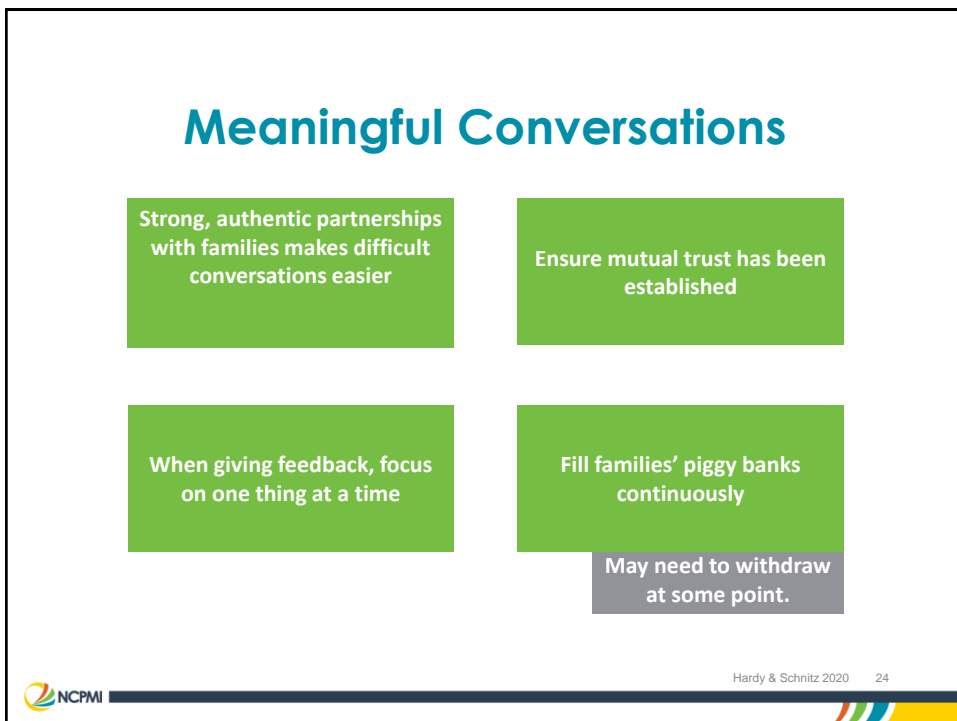 Meaningful Conversations
Strong, authentic partnerships
with families makes difficult
conversations easier
Ensure mutual trust has been
established
When giving feedback, focus
on one thing at a time
Fill families’ piggy banks
continuously
May need to withdraw
at some point.
Hardy & Schnitz 2020 24
NCPMI